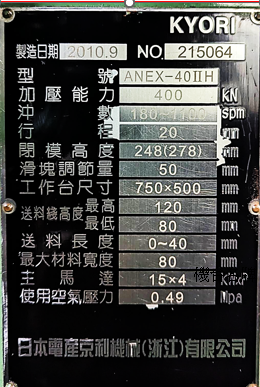 KYORI
製造日期 2010.9 NO. 215064
型 號 ANEX-40IIH
加壓能力 400 KN
沖 數 180~1100 spm
行 程 20 mm
閉模高度 248(278) mm
滑塊調節量 50 mm
工作台尺寸 750×500 mm
送料綫高度 最高 120 mm
最低 80 mm
送料長度 0~40 mm
最大材料寬度 80 mm
主 馬 達 15×4
使用空氣壓力 0.49 Mpa
日本電產京利機械(浙江)有限公司